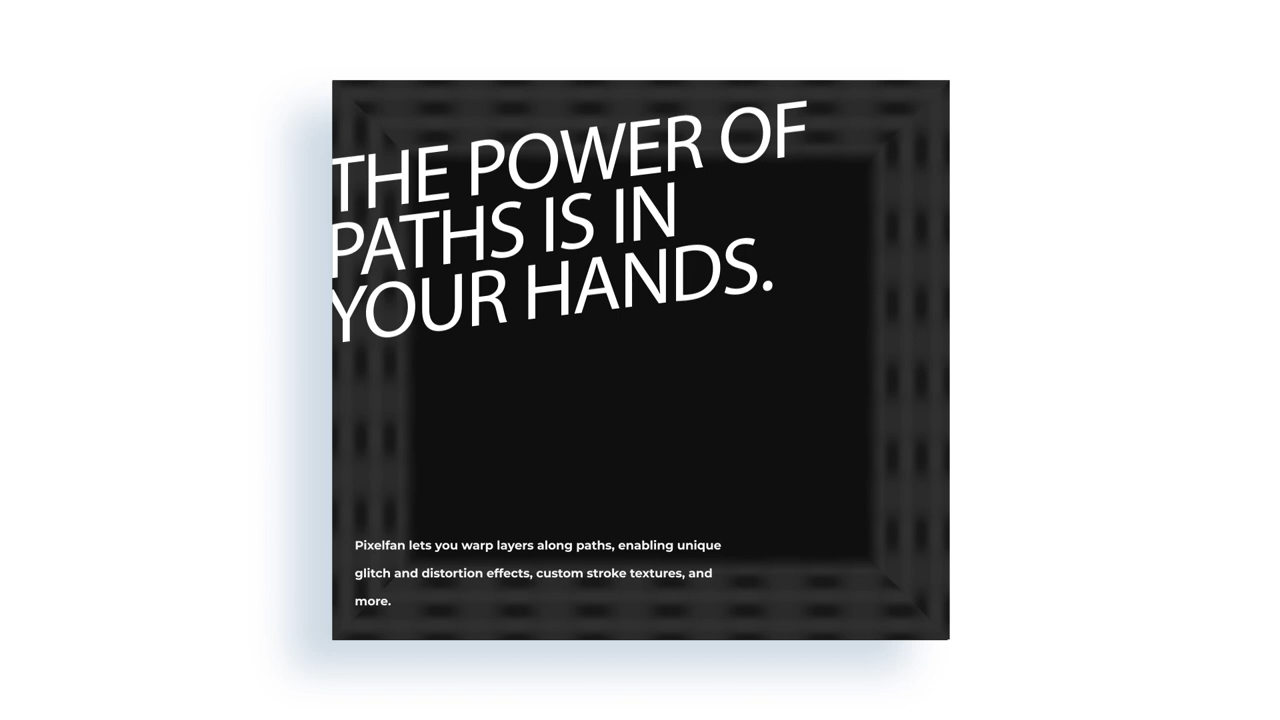 THE POWER OF
PATHS IS IN
YOUR HANDS.
Pixelfan lets you warp layers along paths, enabling unique
glitch and distortion effects, custom stroke textures, and
more.